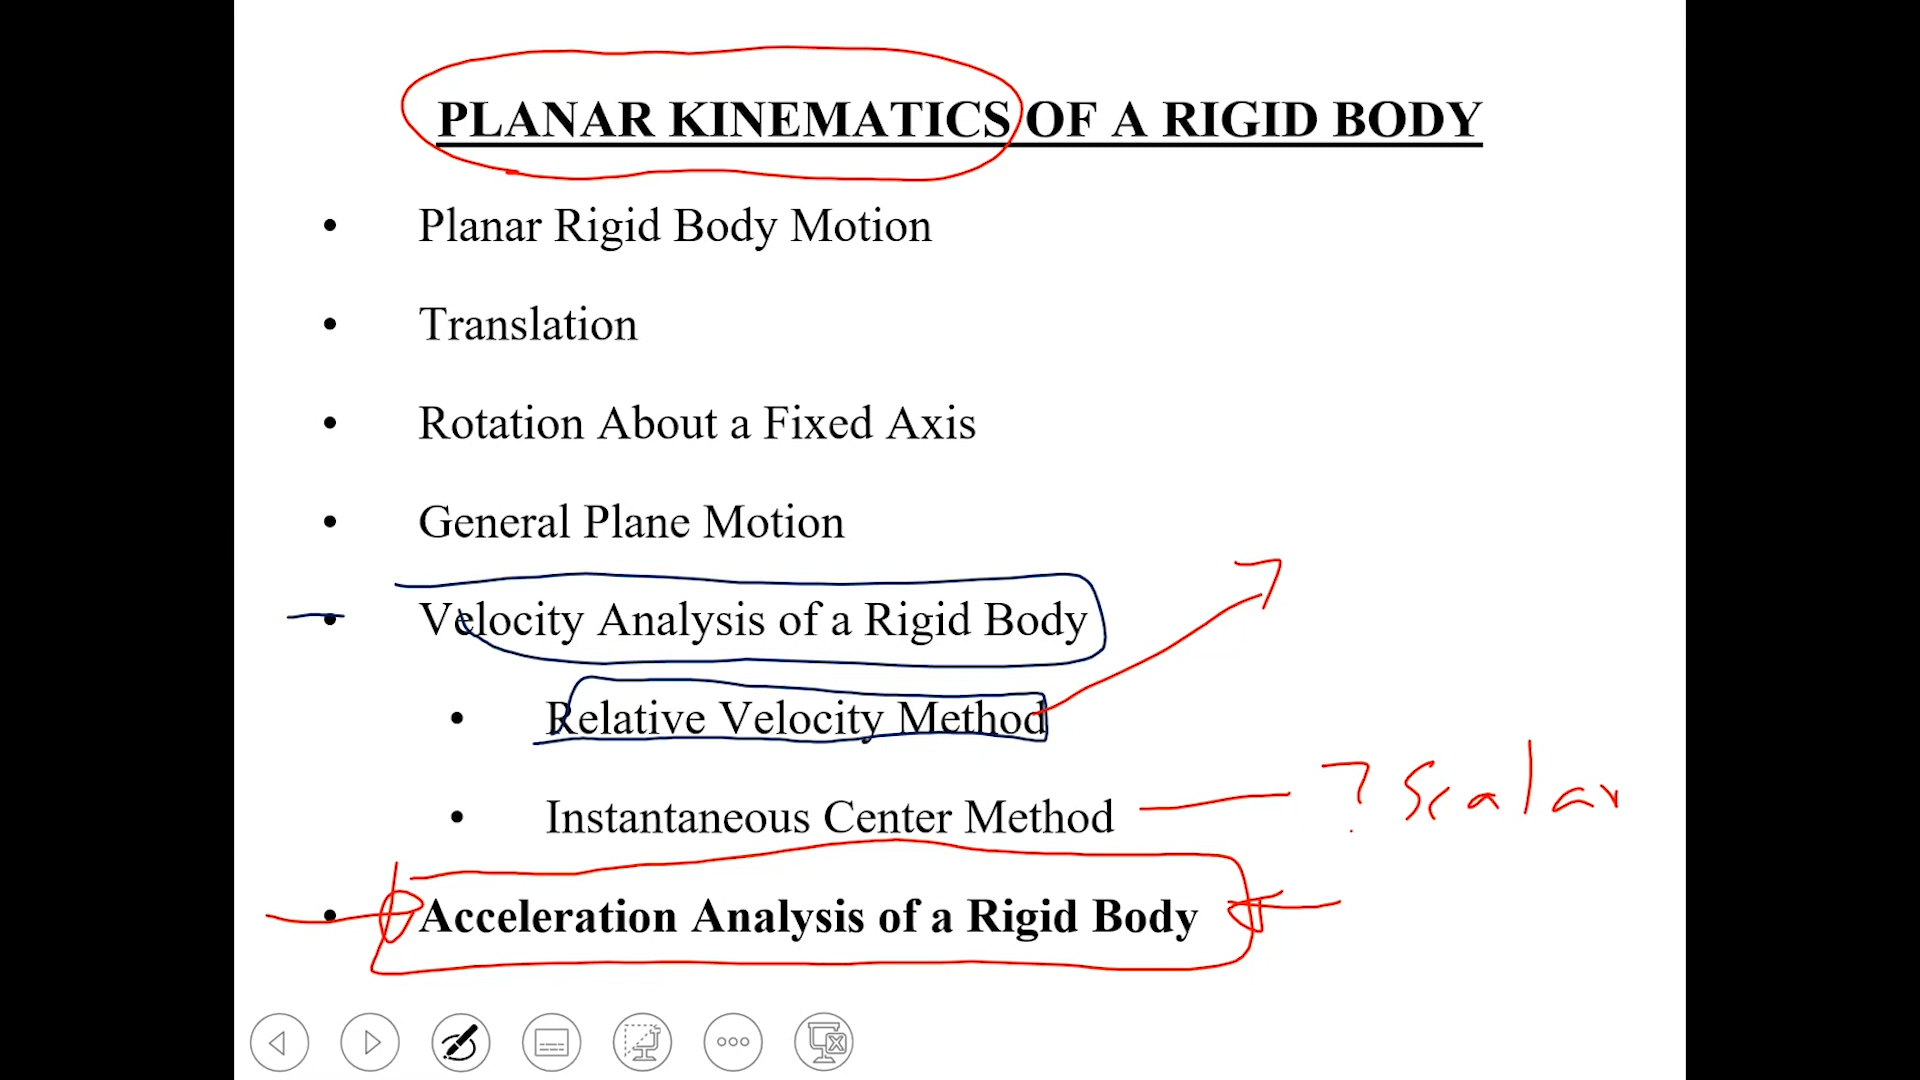 PLANAR KINEMATICS OF A RIGID BODY
• Planar Rigid Body Motion
• Translation
• Rotation About a Fixed Axis
• General Plane Motion
• Velocity Analysis of a Rigid Body
• Relative Velocity Method
• Instantaneous Center Method
? Scalar
• Acceleration Analysis of a Rigid Body